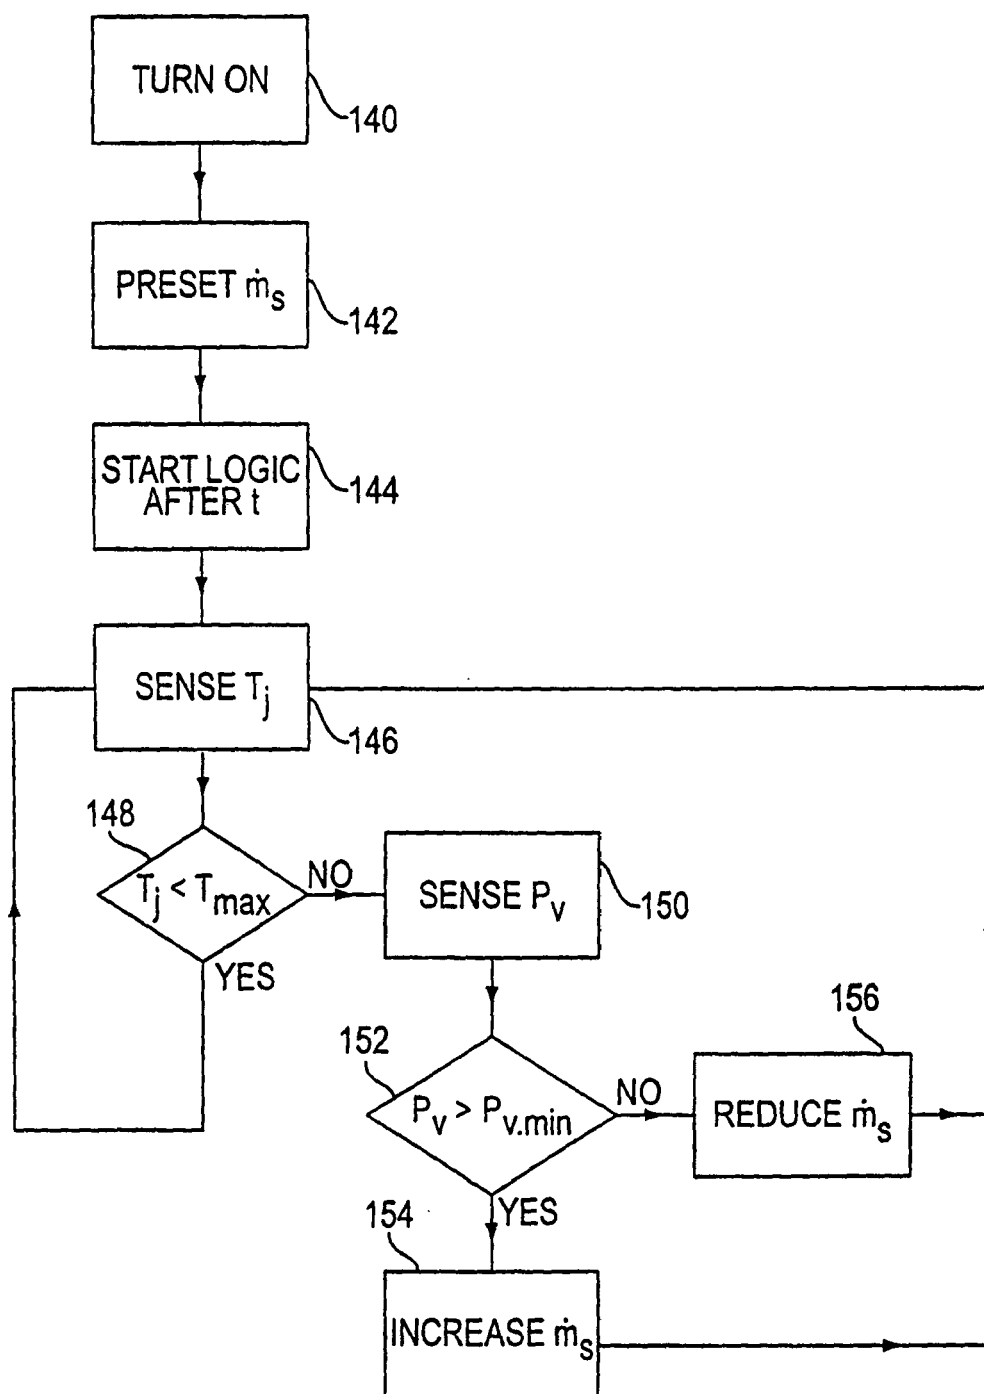 TURN ON
140
PRESET ṁs
142
START LOGIC
AFTER t
144
SENSE Tj
146
148
Tj < Tmax
NO
YES
SENSE Pv
150
152
Pv > Pv.min
NO
YES
156
REDUCE ṁs
154
INCREASE ṁs